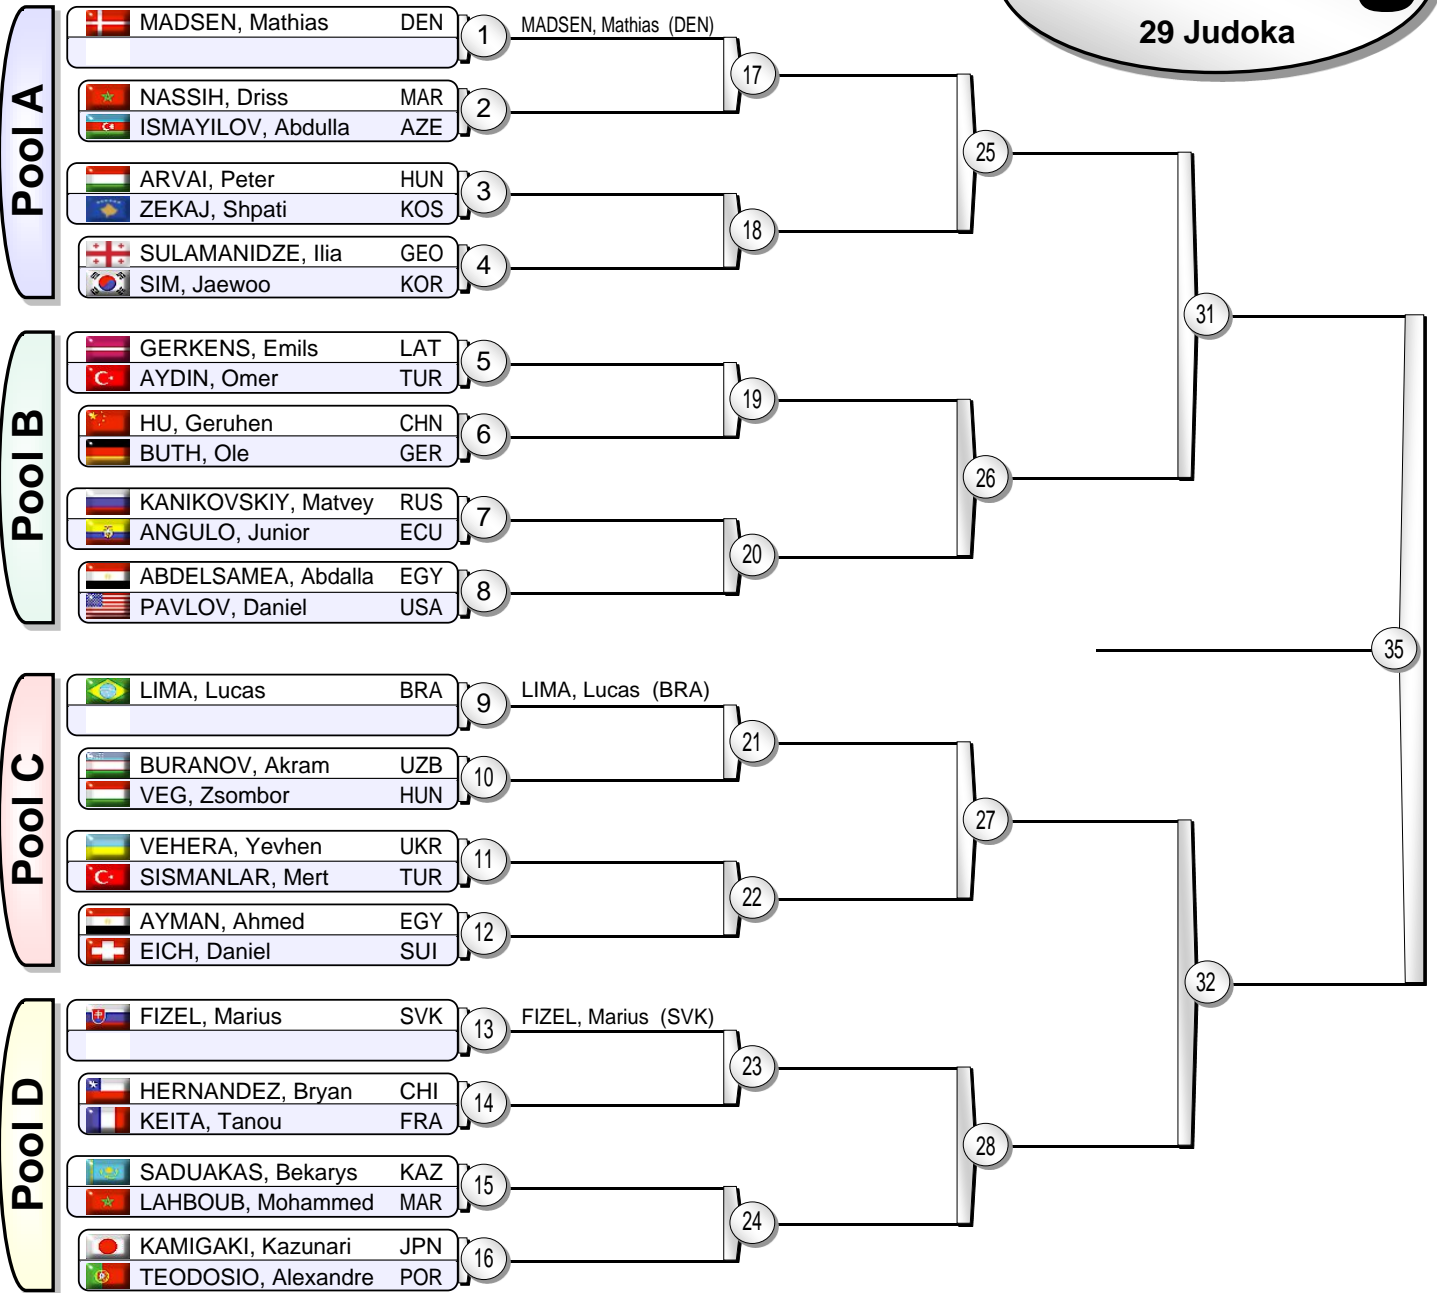 29 Judoka
Pool A
MADSEN, Mathias DEN
1
MADSEN, Mathias (DEN)
NASSIH, Driss MAR
ISMAYILOV, Abdulla AZE
2
17
ARVAI, Peter HUN
ZEKAJ, Shpati KOS
3
SULAMANIDZE, Ilia GEO
SIM, Jaewoo KOR
4
18
25
Pool B
GERKENS, Emils LAT
AYDIN, Omer TUR
5
HU, Geruhen CHN
BUTH, Ole GER
6
19
KANIKOVSKIY, Matvey RUS
ANGULO, Junior ECU
7
ABDELSAMEA, Abdalla EGY
PAVLOV, Daniel USA
8
20
26
31
Pool C
LIMA, Lucas BRA
9
LIMA, Lucas (BRA)
BURANOV, Akram UZB
VEG, Zsombor HUN
10
21
VEHERA, Yevhen UKR
SISMANLAR, Mert TUR
11
AYMAN, Ahmed EGY
EICH, Daniel SUI
12
22
27
Pool D
FIZEL, Marius SVK
13
FIZEL, Marius (SVK)
HERNANDEZ, Bryan CHI
KEITA, Tanou FRA
14
23
SADUAKAS, Bekarys KAZ
LAHBOUB, Mohammed MAR
15
KAMIGAKI, Kazunari JPN
TEODOSIO, Alexandre POR
16
24
28
32
35